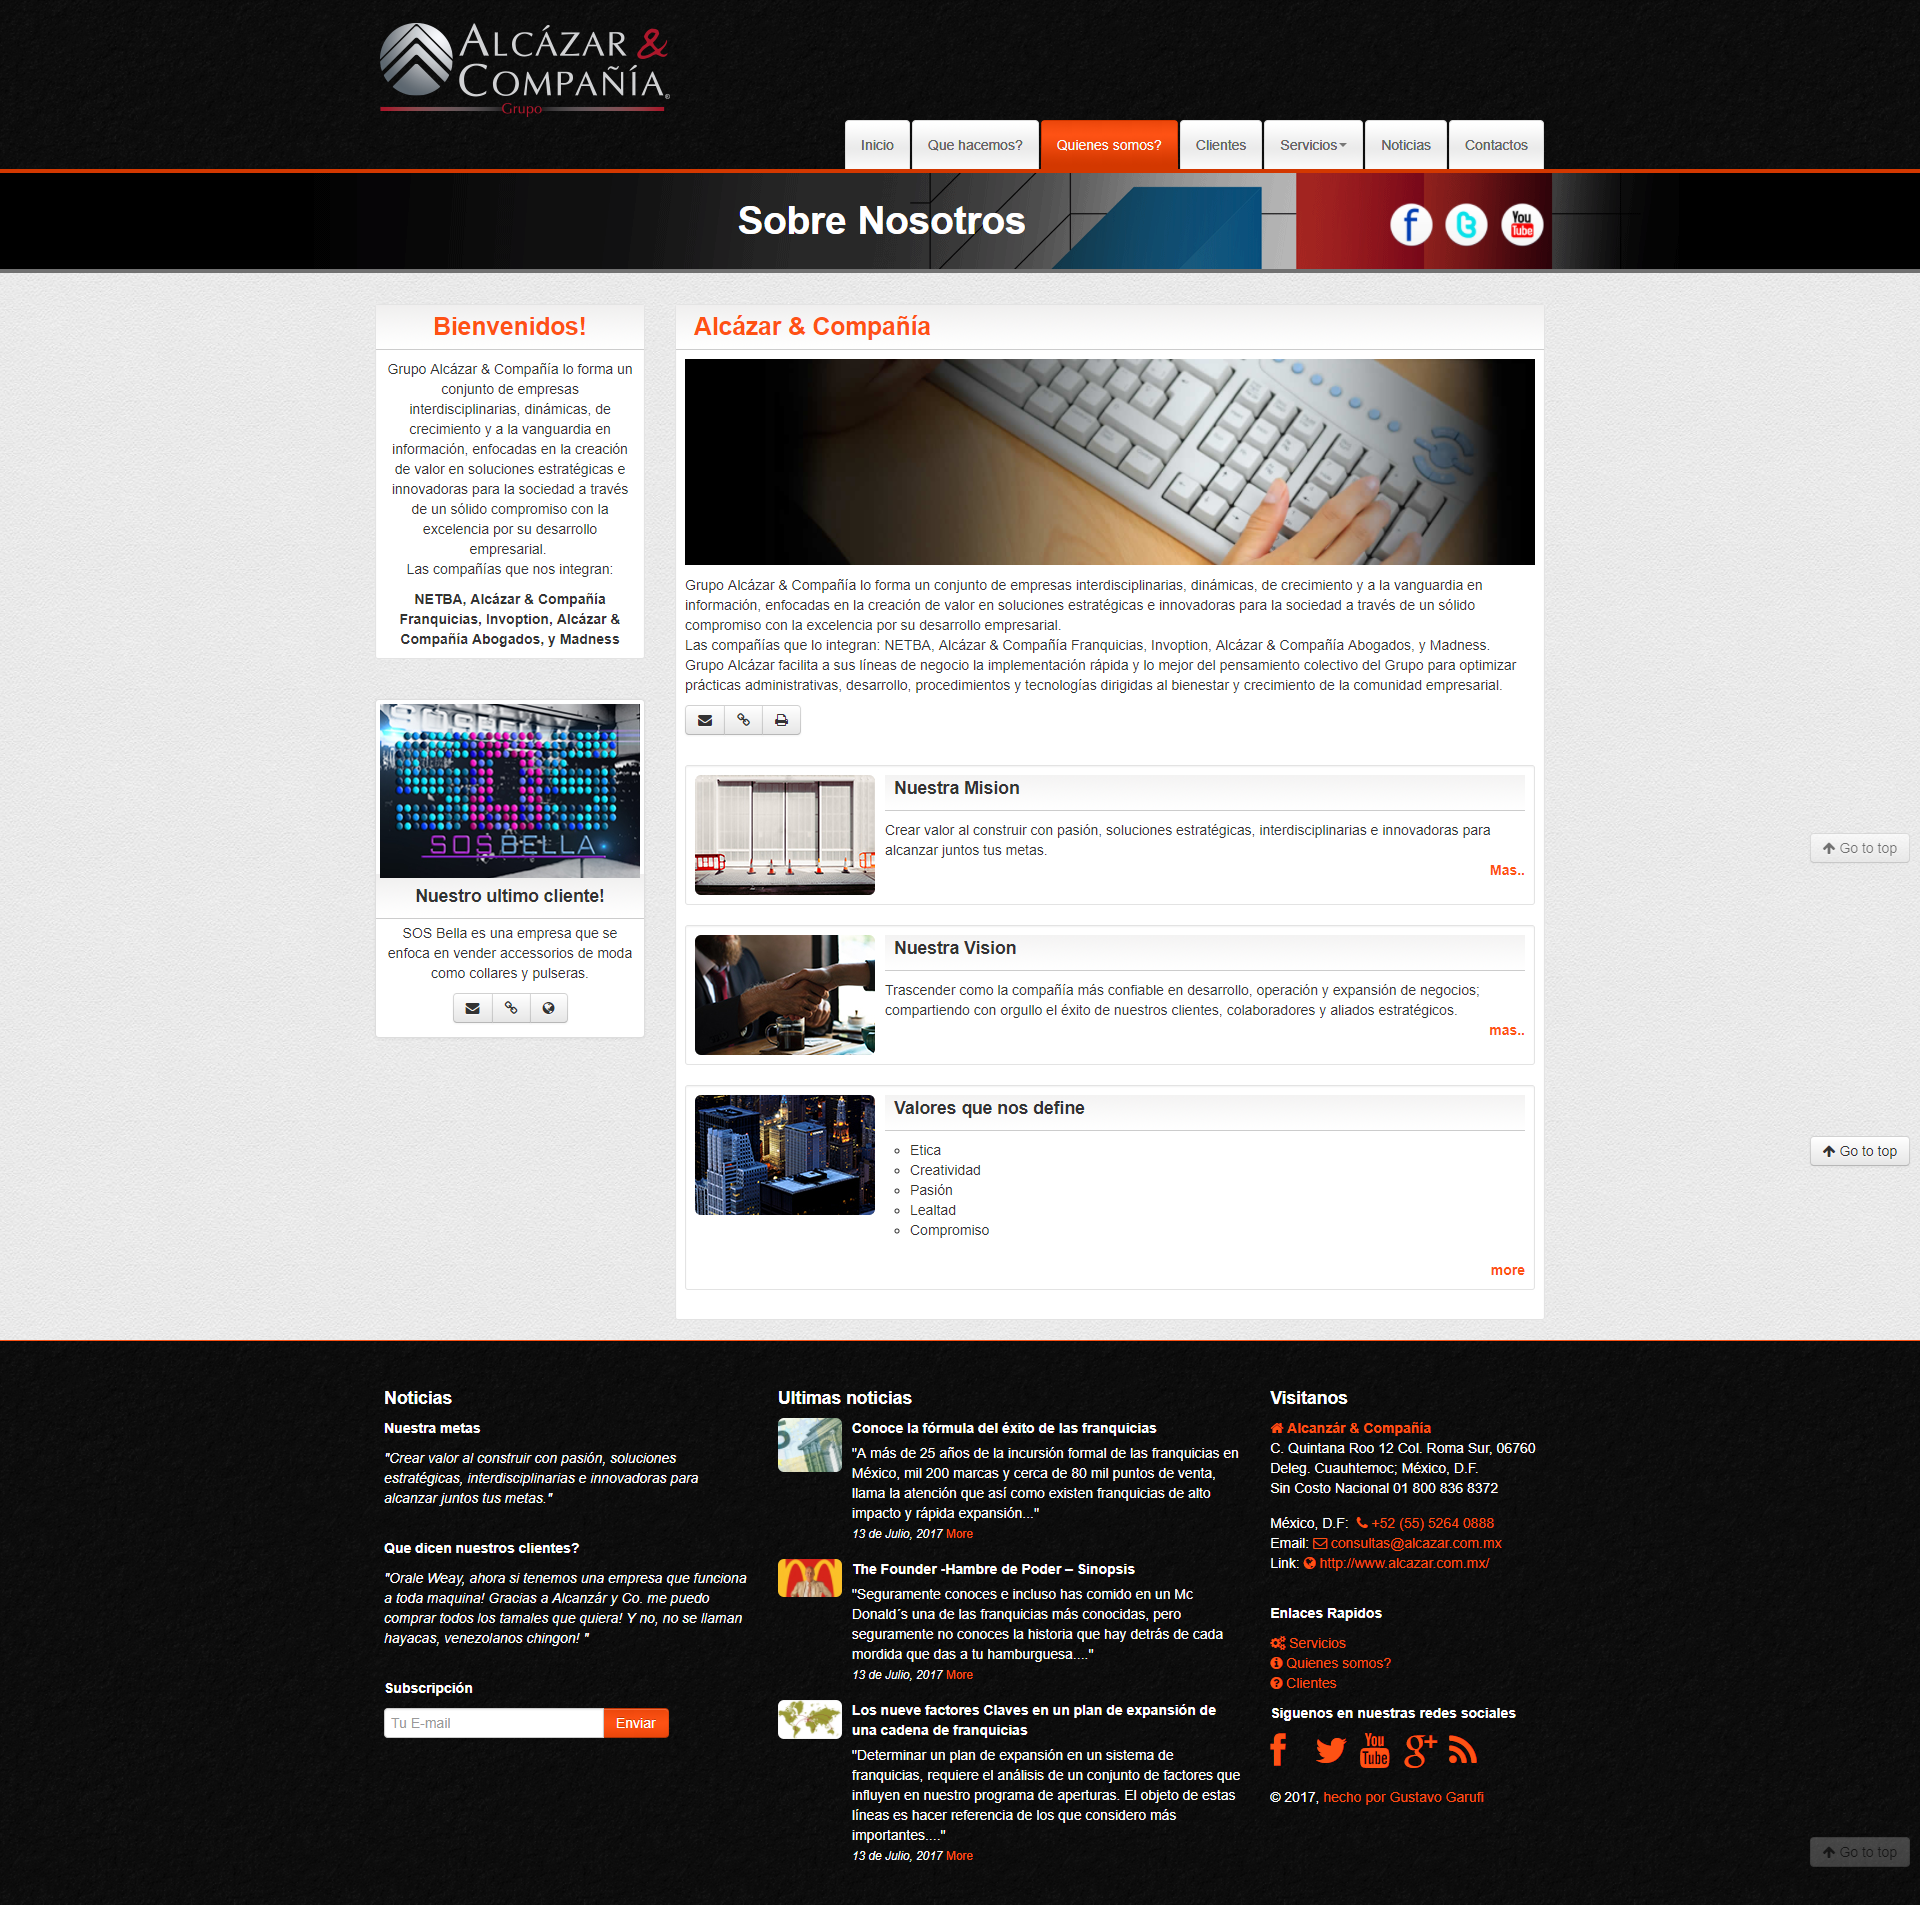 ALCÁZAR &
COMPAÑÍA®
Grupo
Inicio
Que hacemos?
Quienes somos?
Clientes
Servicios
Noticias
Contactos
Sobre Nosotros
You
Tube
Bienvenidos!
Grupo Alcázar & Compañía lo forma un
conjunto de empresas
interdisciplinarias, dinámicas, de
crecimiento y a la vanguardia en
información, enfocadas en la creación
de valor en soluciones estratégicas e
innovadoras para la sociedad a través
de un sólido compromiso con la
excelencia por su desarrollo
empresarial.
Las compañías que nos integran:
NETBA, Alcázar & Compañía
Franquicias, Invoption, Alcázar &
Compañía Abogados, y Madness
SOS BELLA
SOS
SOS BELLA
Nuestro ultimo cliente!
SOS Bella es una empresa que se
enfoca en vender accessorios de moda
como collares y pulseras.
Alcázar & Compañía
Grupo Alcázar & Compañía lo forma un conjunto de empresas interdisciplinarias, dinámicas, de crecimiento y a la vanguardia en
información, enfocadas en la creación de valor en soluciones estratégicas e innovadoras para la sociedad a través de un sólido
compromiso con la excelencia por su desarrollo empresarial.
Las compañías que lo integran: NETBA, Alcázar & Compañía Franquicias, Invoption, Alcázar & Compañía Abogados, y Madness.
Grupo Alcázar facilita a sus líneas de negocio la implementación rápida y lo mejor del pensamiento colectivo del Grupo para optimizar
prácticas administrativas, desarrollo, procedimientos y tecnologías dirigidas al bienestar y crecimiento de la comunidad empresarial.
Nuestra Mision
Crear valor al construir con pasión, soluciones estratégicas, interdisciplinarias e innovadoras para
alcanzar juntos tus metas.
Mas..
Go to top
Nuestra Vision
Trascender como la compañía más confiable en desarrollo, operación y expansión de negocios;
compartiendo con orgullo el éxito de nuestros clientes, colaboradores y aliados estratégicos.
mas..
Valores que nos define
Etica
Creatividad
Pasión
Lealtad
Compromiso
more
Go to top
Noticias
Nuestra metas
"Crear valor al construir con pasión, soluciones
estratégicas, interdisciplinarias e innovadoras para
alcanzar juntos tus metas."
Que dicen nuestros clientes?
"Orale Weay, ahora si tenemos una empresa que funciona
a toda maquina! Gracias a Alcanzár y Co. me puedo
comprar todos los tamales que quiera! Y no, no se llaman
hayacas, venezolanos chingon! "
Subscripción
Tu E-mail
Enviar
Ultimas noticias
Conoce la fórmula del éxito de las franquicias
"A más de 25 años de la incursión formal de las franquicias en
México, mil 200 marcas y cerca de 80 mil puntos de venta,
llama la atención que así como existen franquicias de alto
impacto y rápida expansión..."
13 de Julio, 2017 More
The Founder -Hambre de Poder – Sinopsis
"Seguramente conoces e incluso has comido en un Mc
Donald´s una de las franquicias más conocidas, pero
seguramente no conoces la historia que hay detrás de cada
mordida que das a tu hamburguesa...."
13 de Julio, 2017 More
Los nueve factores Claves en un plan de expansión de
una cadena de franquicias
"Determinar un plan de expansión en un sistema de
franquicias, requiere el análisis de un conjunto de factores que
influyen en nuestro programa de aperturas. El objeto de estas
líneas es hacer referencia de los que considero más
importantes...."
13 de Julio, 2017 More
Visitanos
Alcanzár & Compañía
C. Quintana Roo 12 Col. Roma Sur, 06760
Deleg. Cuauhtemoc; México, D.F.
Sin Costo Nacional 01 800 836 8372
México, D.F: +52 (55) 5264 0888
Email: consultas@alcazar.com.mx
Link: http://www.alcazar.com.mx/
Enlaces Rapidos
Servicios
Quienes somos?
Clientes
Siguenos en nuestras redes sociales
You
Tube
© 2017, hecho por Gustavo Garufi
Go to top